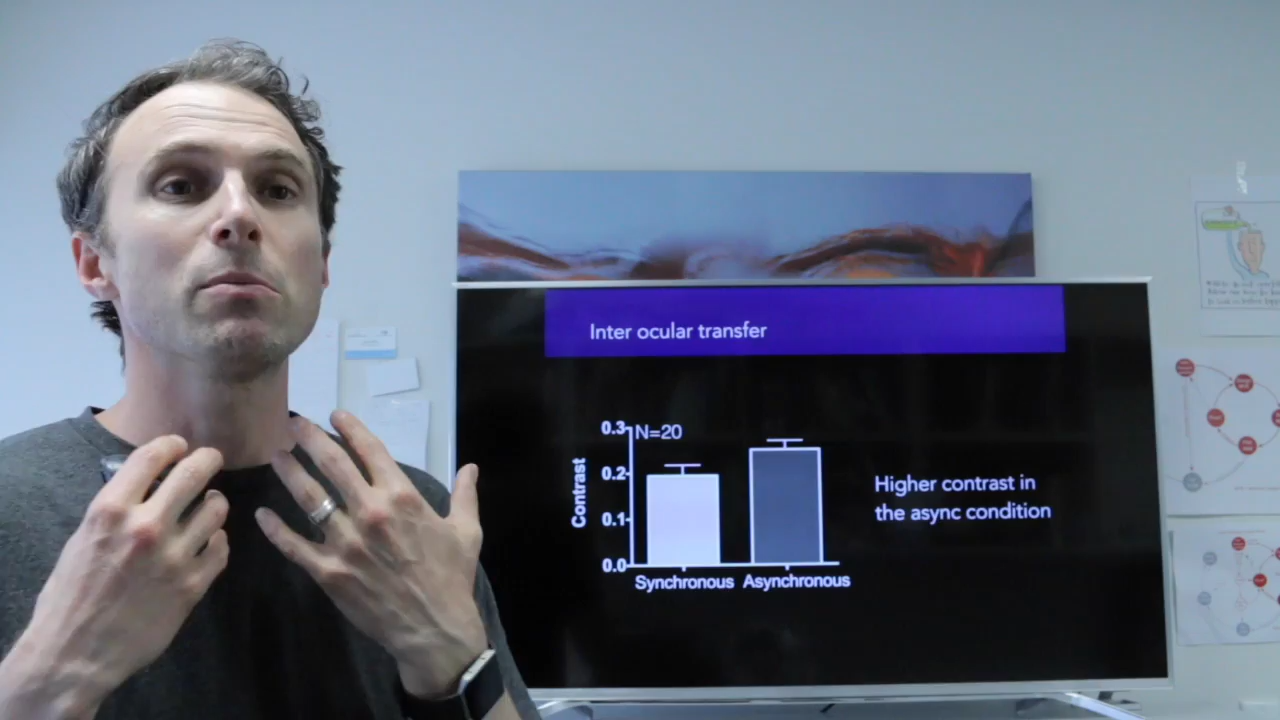 Inter ocular transfer
0.3
N=20
0.2
0.1
0.0
Contrast
Synchronous Asynchronous
Higher contrast in
the async condition